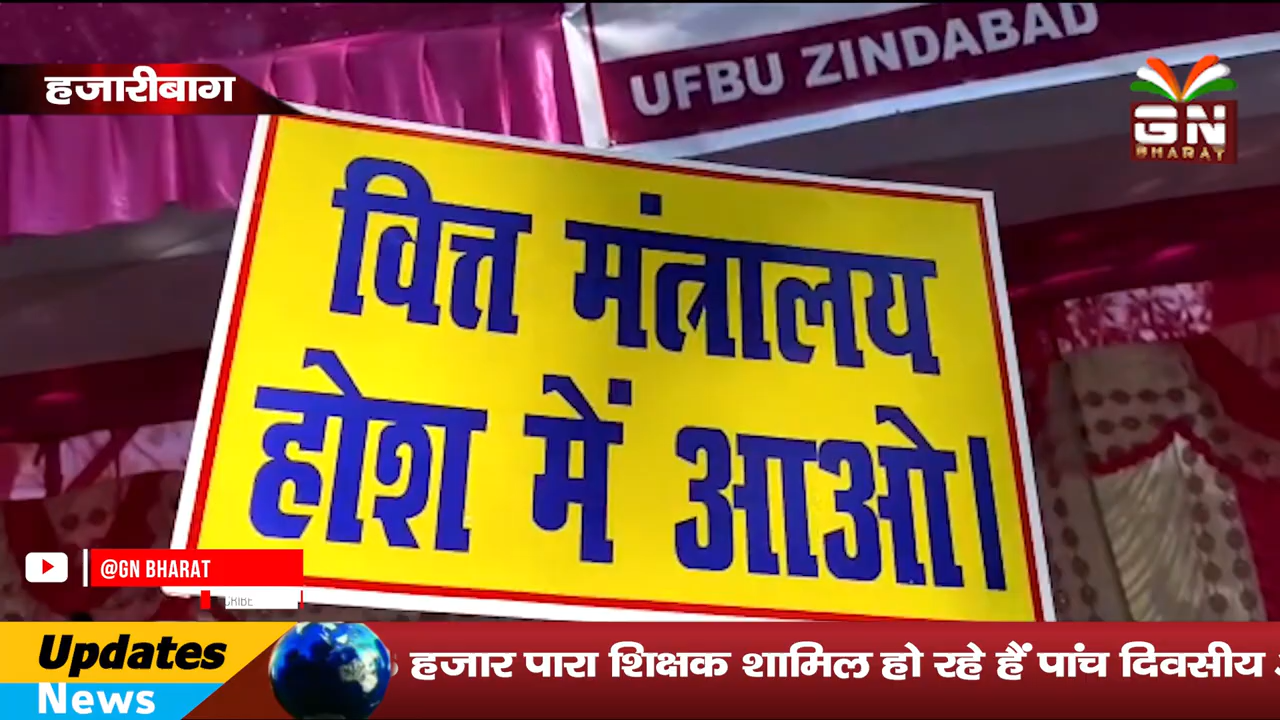 UFBU ZINDABAD
हजारीबाग
GN
BHARAT
वित्त मंत्रालय
होश में आओ।
@GN BHARAT
Updates
News
हजार पारा शिक्षक शामिल हो रहे हैं पांच दिवसीय